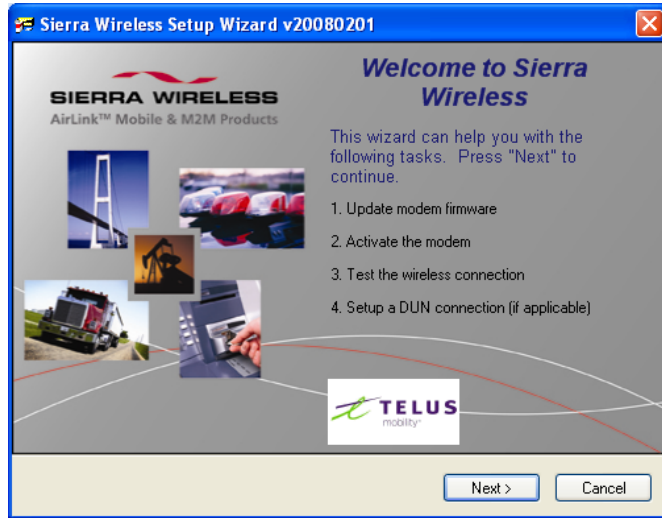 Sierra Wireless Setup Wizard v20080201
SIERRA WIRELESS
AirLink™ Mobile & M2M Products
Welcome to Sierra
Wireless
This wizard can help you with the
following tasks.  Press "Next" to
continue.
1. Update modem firmware
2. Activate the modem
3. Test the wireless connection
4. Setup a DUN connection (if applicable)
TELUS
mobility™
Next >
Cancel